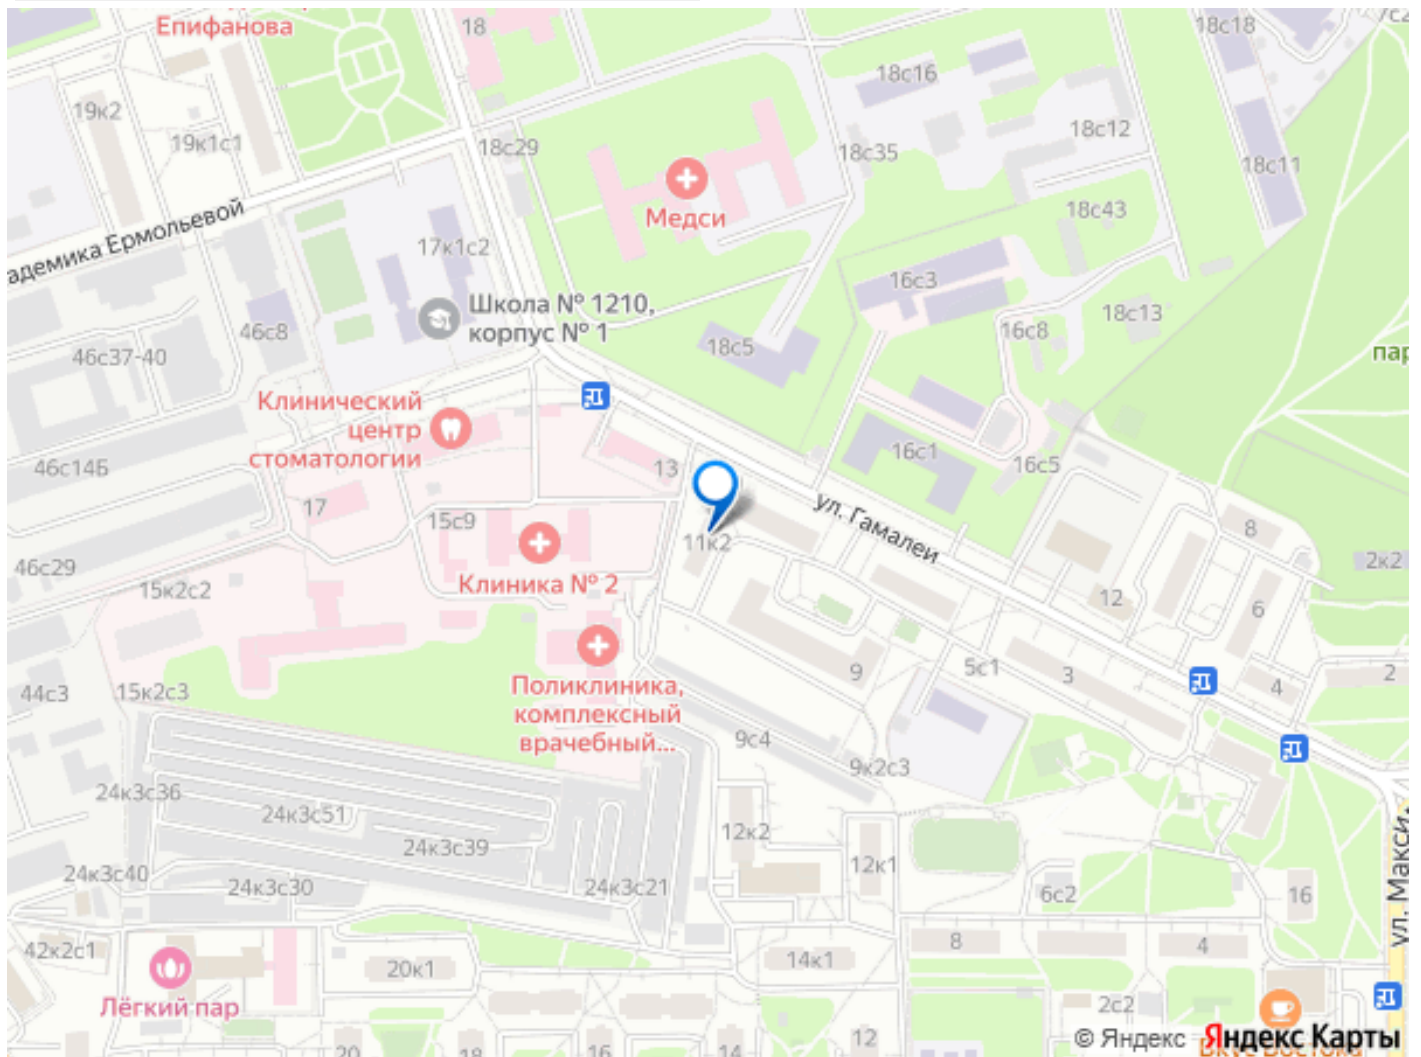 Епифанова
18
18с18
7с2
19к2
18с16
19к1с1
18с29
18с12
18с35
18с11
Медси
18с43
адемика Ермольевой
17к1с2
16с3
Школа № 1210,
корпус № 1
46с8
18с13
16с8
46с37-40
18с5
пар
Клинический
центр
стоматологии
46с14Б
13
16с1
16с5
17
15с9
ул. Гамалеи
8
11к2
46с29
Клиника № 2
2к2
15к2с2
12
6
Поликлиника,
комплексный
врачебный...
9
5с1
3
4
2
44с3
15к2с3
9с4
9к2с3
24к3с36
24к3с51
12к2
24к3с39
12к1
ул. Макси
24к3с40
24к3с30
24к3с21
6с2
16
42к2с1
20к1
14к1
8
4
Лёгкий пар
2с2
20
18
16
14
12
© Яндекс Яндекс Карты